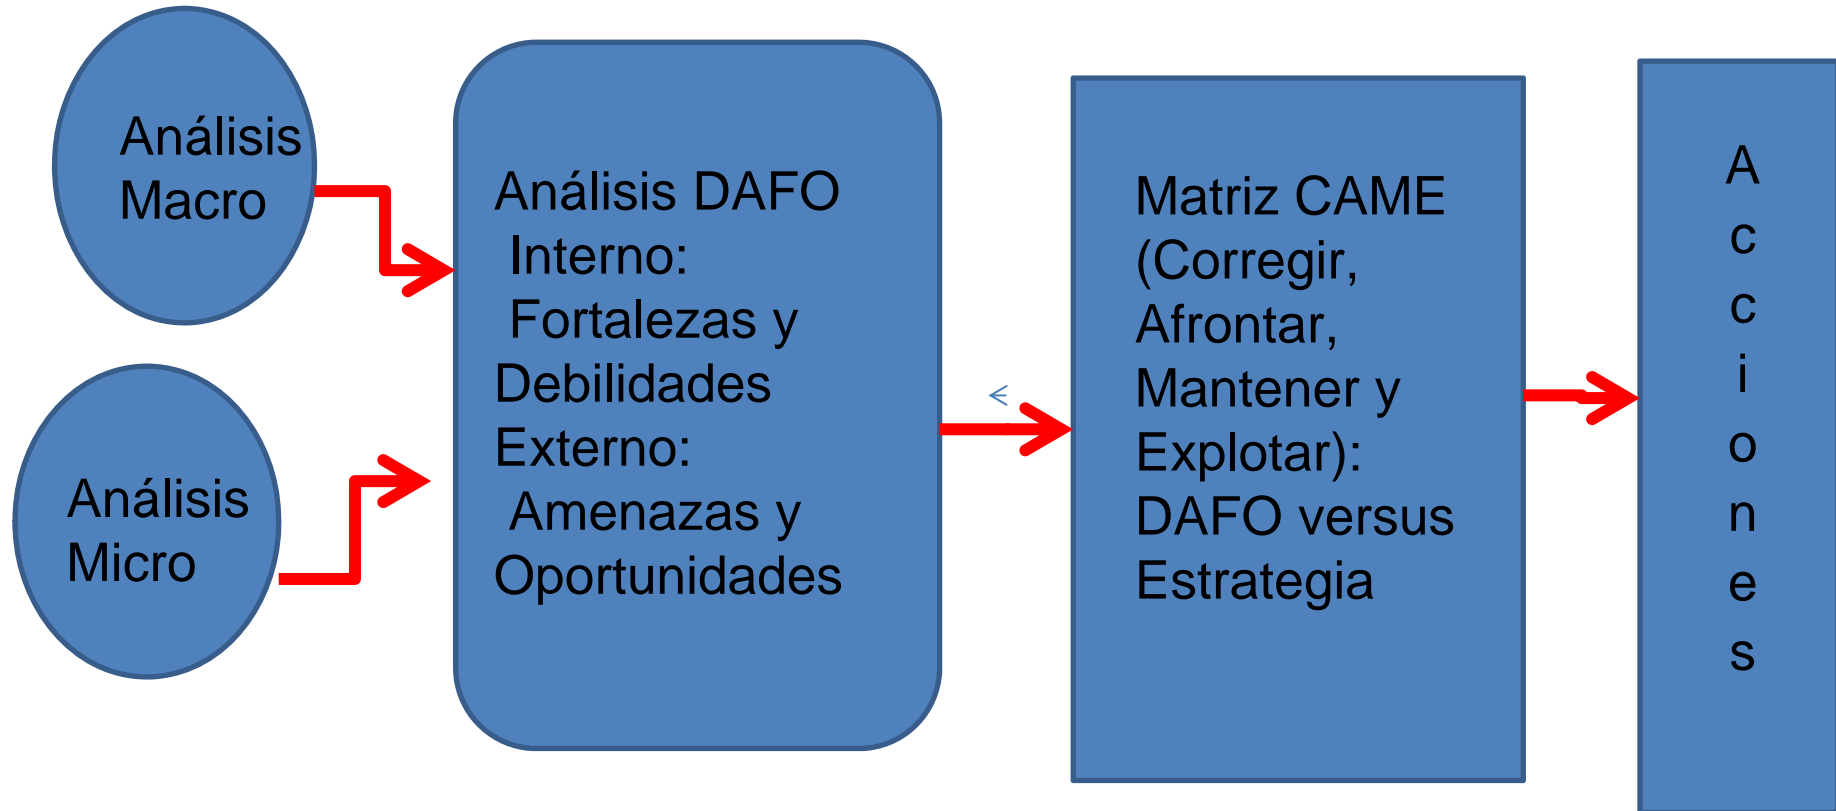 Análisis
Macro
Análisis
Micro
Análisis DAFO
Interno:
Fortalezas y
Debilidades
Externo:
Amenazas y
Oportunidades
Matriz CAME
(Corregir,
Afrontar,
Mantener y
Explotar):
DAFO versus
Estrategia
A
c
c
i
o
n
e
s